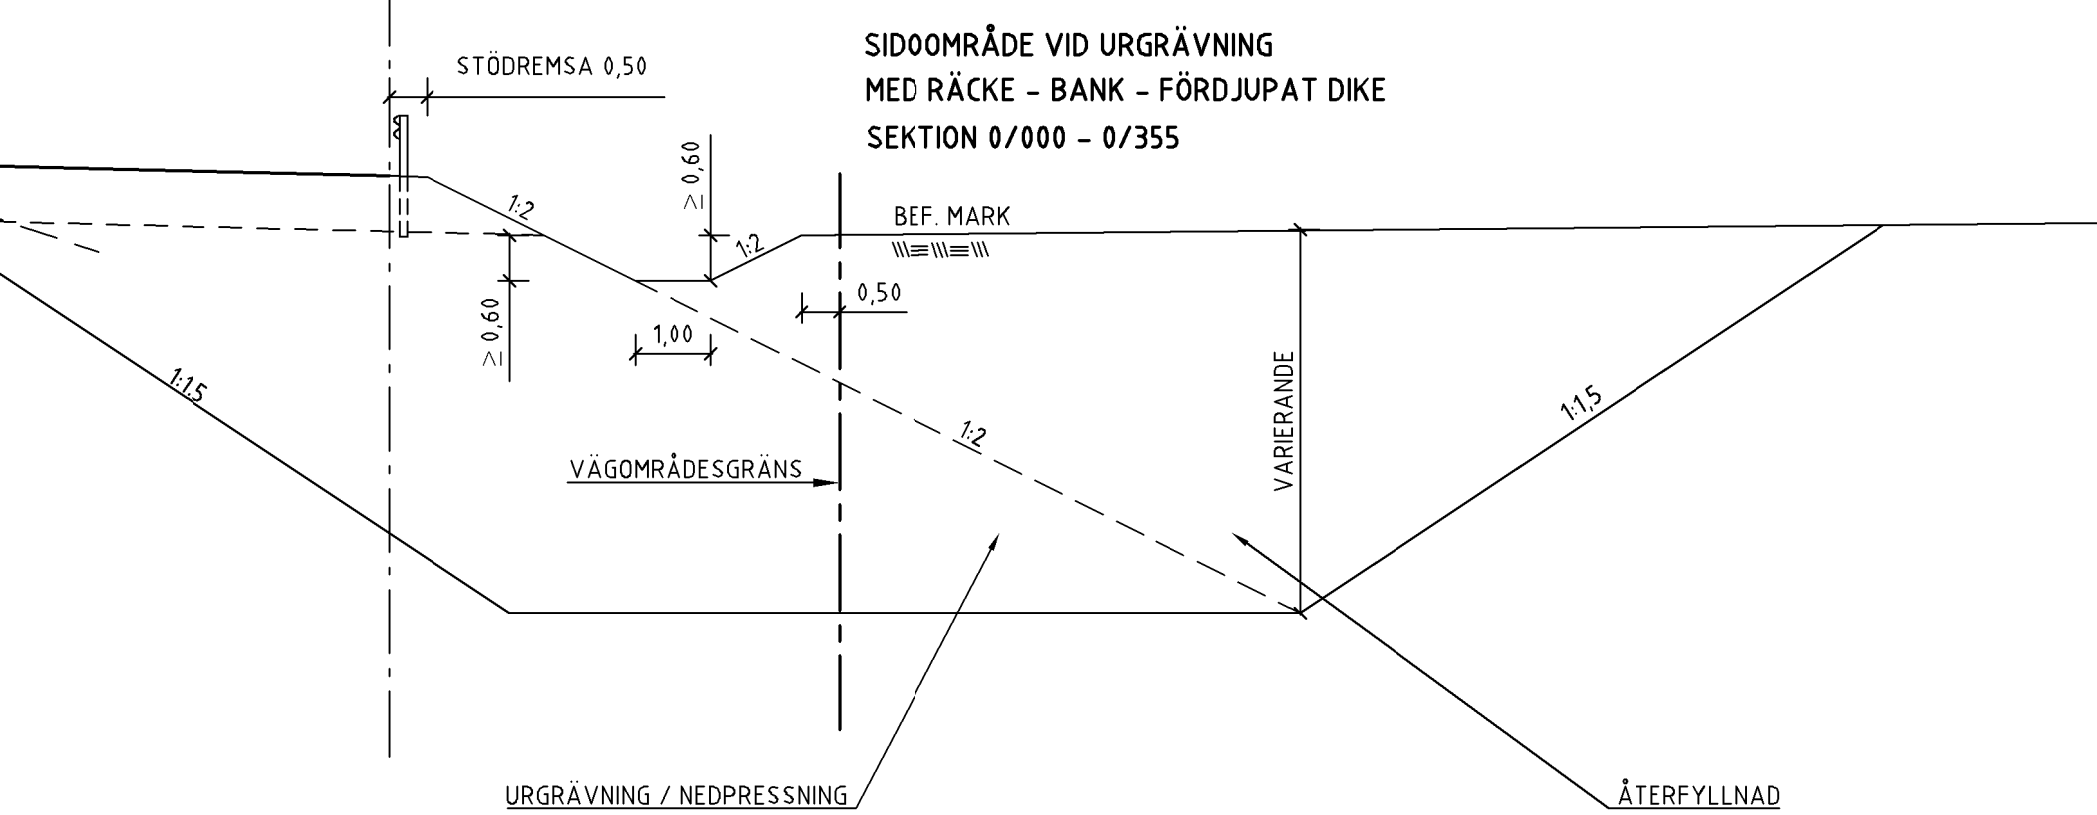 SIDOOMRÅDE VID URGRÄVNING
MED RÄCKE - BANK - FÖRDJUPAT DIKE
SEKTION 0/000 - 0/355
STÖDREMSA 0,50
≥ 0,60
1:2
1:2
BEF. MARK
≥ 0,60
1,00
0,50
1:1.5
VARIERANDE
1:1,5
1:2
VÄGOMRÅDESGRÄNS
URGRÄVNING / NEDPRESSNING
ÅTERFYLLNAD